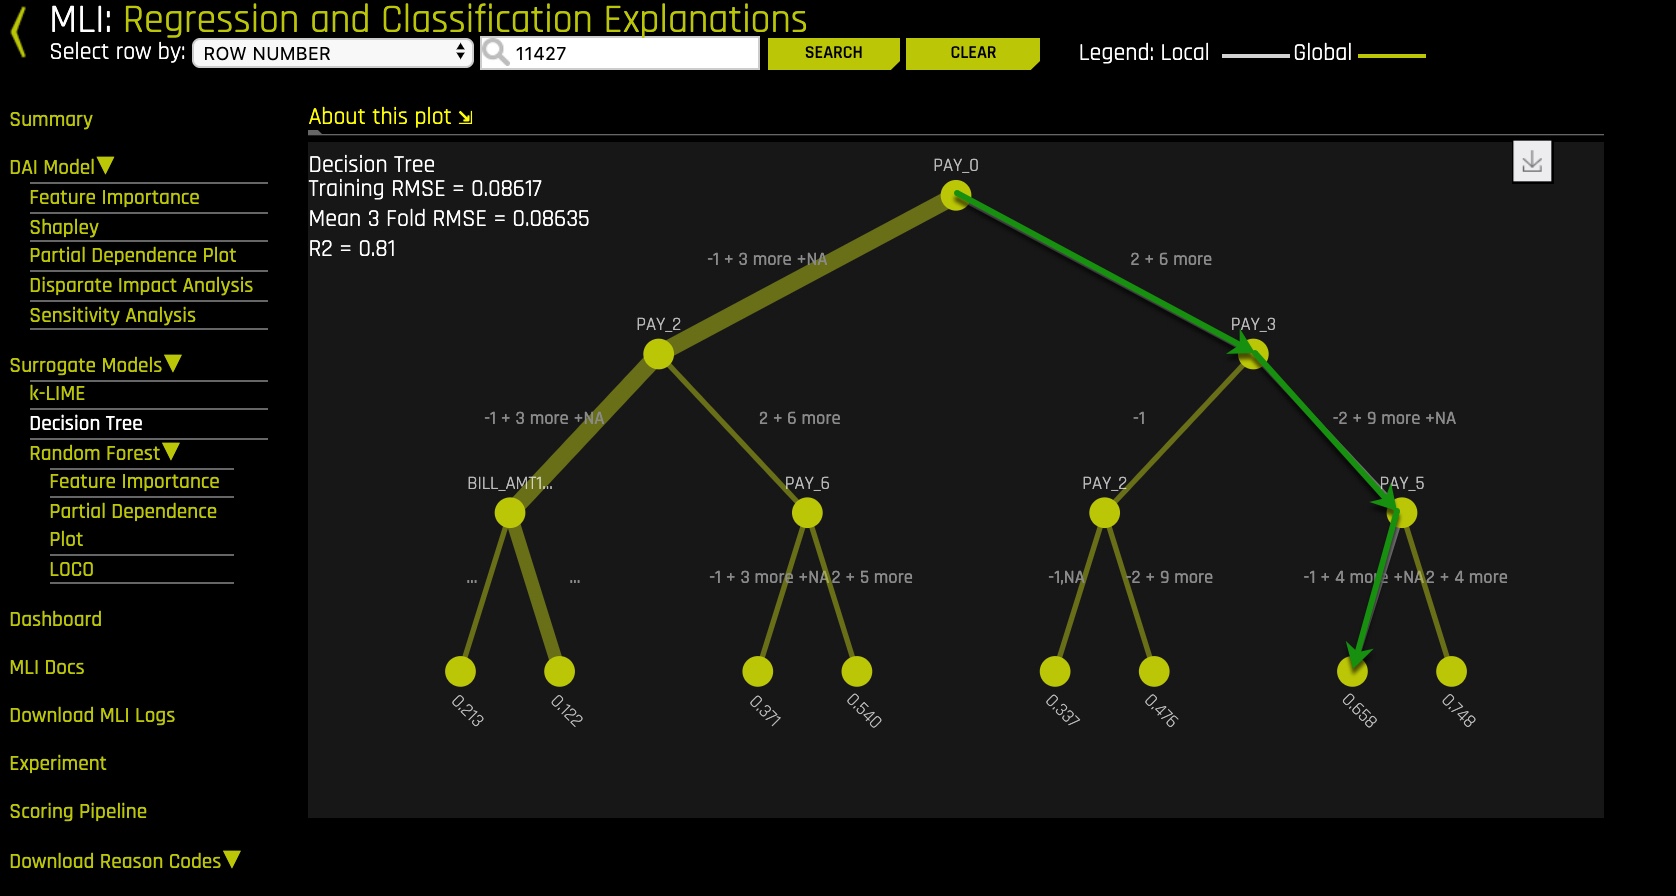 MLI: Regression and Classification Explanations
Select row by: ROW NUMBER 11427 SEARCH CLEAR Legend: Local Global
Summary
DAI Model
Feature Importance
Shapley
Partial Dependence Plot
Disparate Impact Analysis
Sensitivity Analysis
Surrogate Models
k-LIME
Decision Tree
Random Forest
Feature Importance
Partial Dependence
Plot
LOCO
Dashboard
MLI Docs
Download MLI Logs
Experiment
Scoring Pipeline
Download Reason Codes
About this plot
Decision Tree
Training RMSE = 0.08617
Mean 3 Fold RMSE = 0.08635
R2 = 0.81
PAY_0
-1 + 3 more +NA 2 + 6 more
PAY_2 PAY_3
-1 + 3 more +NA 2 + 6 more -1 -2 + 9 more +NA
BILL_AMT1... PAY_6 PAY_2 PAY_5
... ... -1 + 3 more +NA 2 + 5 more -1,NA -2 + 9 more -1 + 4 more +NA 2 + 4 more
0.213 0.122 0.371 0.540 0.337 0.476 0.658 0.748